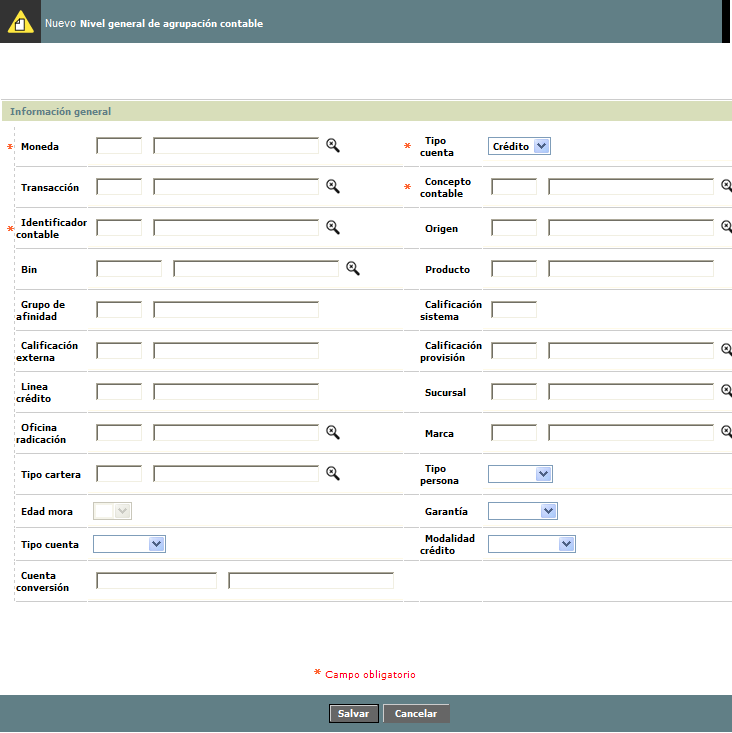 Nuevo Nivel general de agrupación contable
Información general
* Moneda
* Tipo
cuenta
Crédito
Transacción
* Concepto
contable
* Identificador
contable
Origen
Bin
Producto
Grupo de
afinidad
Calificación
sistema
Calificación
externa
Calificación
provisión
Linea
crédito
Sucursal
Oficina
radicación
Marca
Tipo cartera
Tipo
persona
Edad mora
Garantía
Tipo cuenta
Modalidad
crédito
Cuenta
conversión
* Campo obligatorio
Salvar
Cancelar